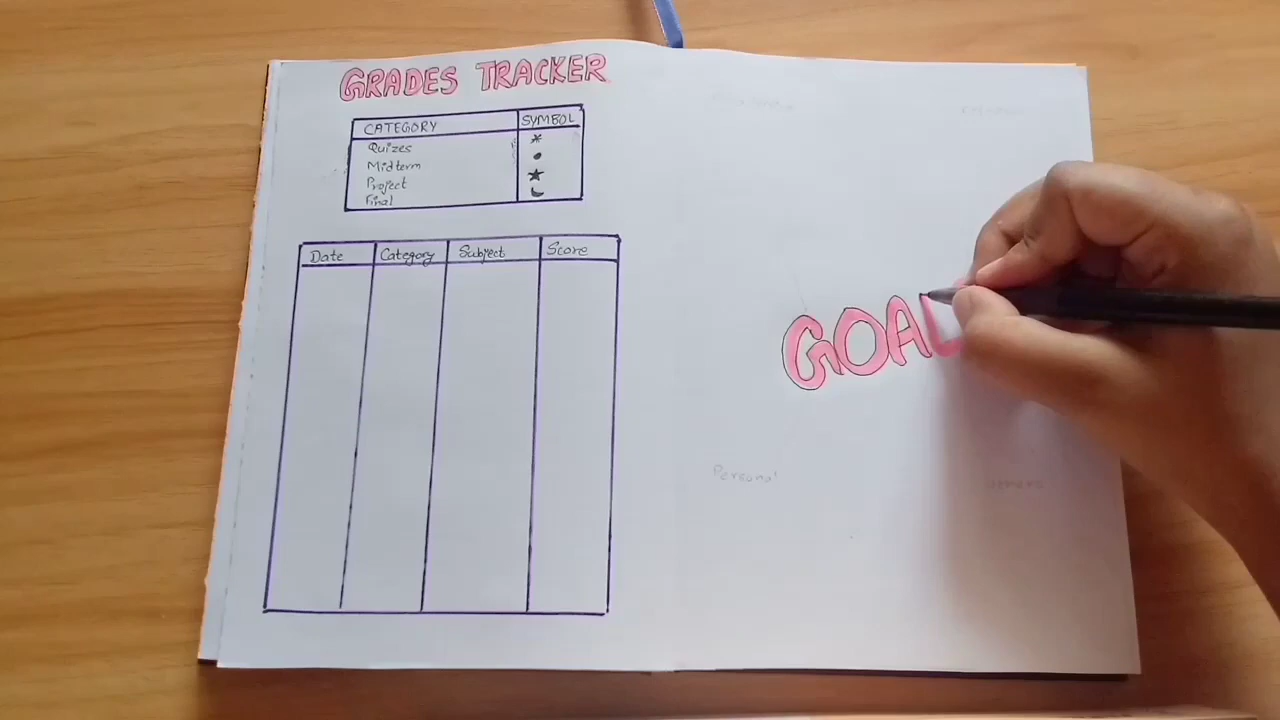 GRADES TRACKER
CATEGORY SYMBOL
Quizes
Midterm
Project
Final
Date Category Subject Score
GOAL
Personal